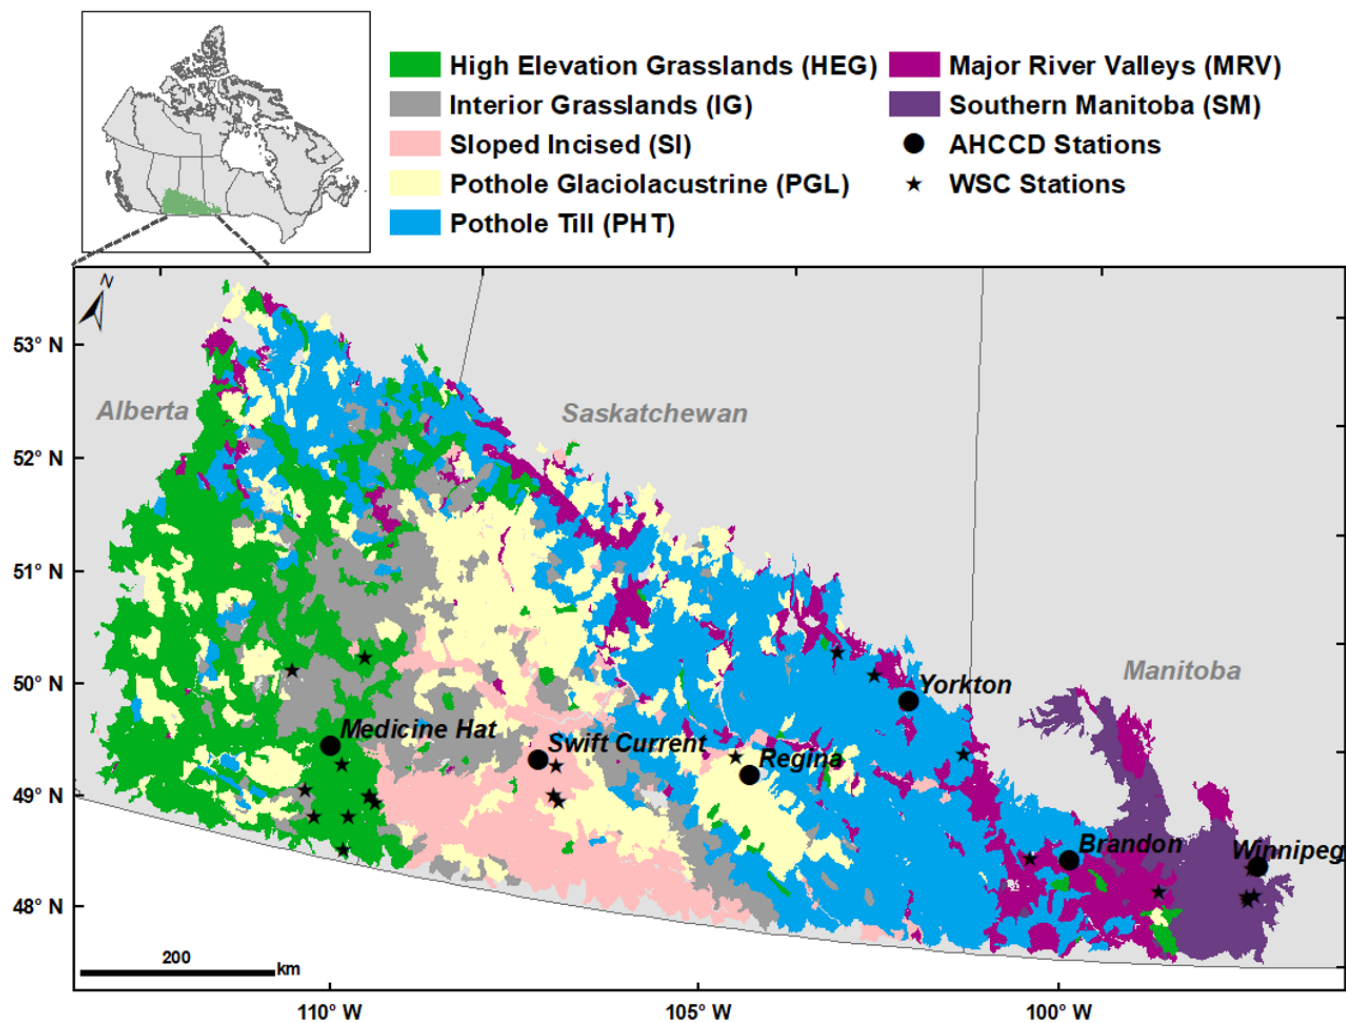 High Elevation Grasslands (HEG)
Interior Grasslands (IG)
Sloped Incised (SI)
Pothole Glaciolacustrine (PGL)
Pothole Till (PHT)
Major River Valleys (MRV)
Southern Manitoba (SM)
AHCCD Stations
WSC Stations
N
53° N
52° N
51° N
50° N
49° N
48° N
Alberta
Saskatchewan
Manitoba
Yorkton
Medicine Hat
Swift Current
Regina
Brandon
Winnipeg
200
km
110° W
105° W
100° W